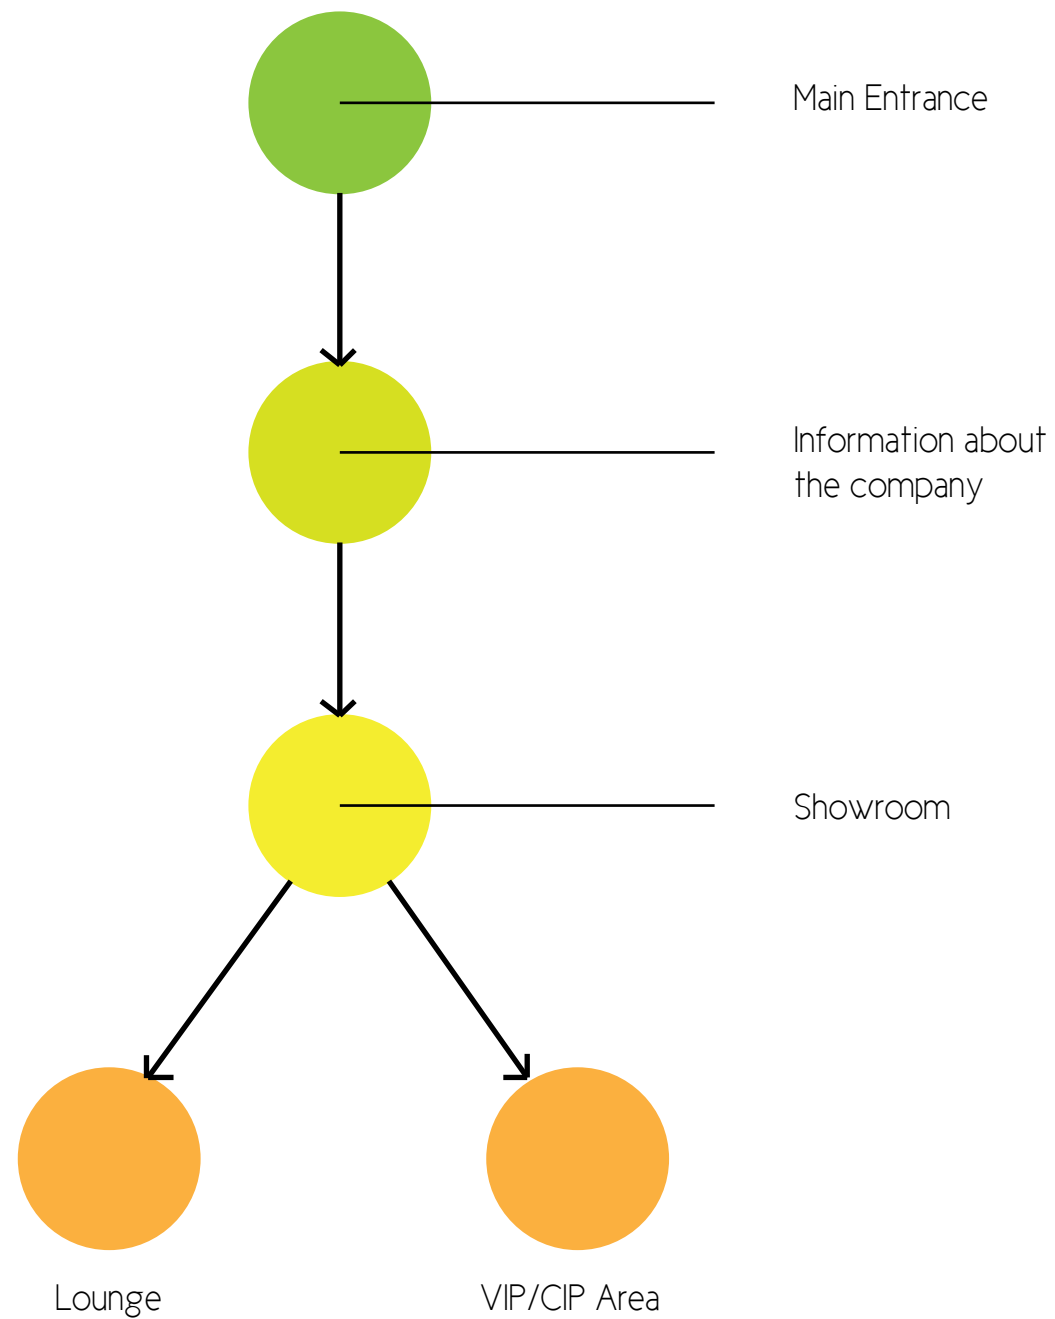 Main Entrance
Information about
the company
Showroom
Lounge
VIP/CIP Area